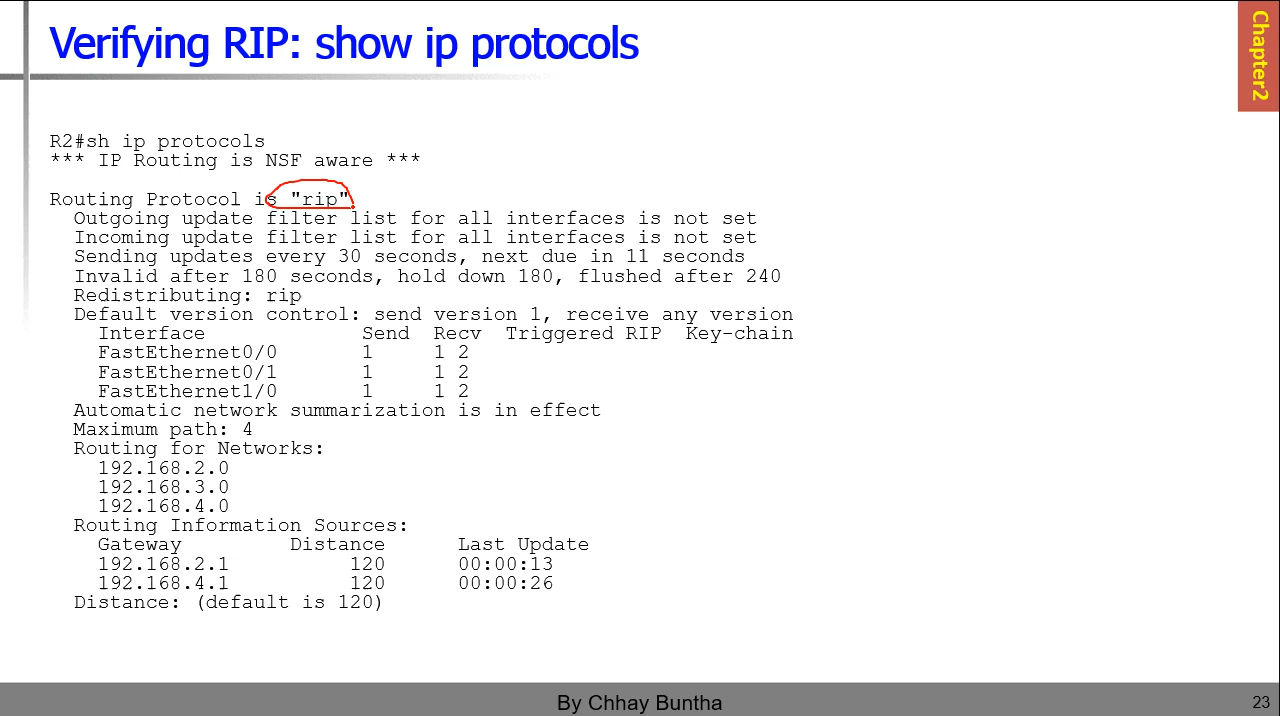 Verifying RIP: show ip protocols
Chapter2
R2#sh ip protocols
*** IP Routing is NSF aware ***
Routing Protocol is "rip"
Outgoing update filter list for all interfaces is not set
Incoming update filter list for all interfaces is not set
Sending updates every 30 seconds, next due in 11 seconds
Invalid after 180 seconds, hold down 180, flushed after 240
Redistributing: rip
Default version control: send version 1, receive any version
Interface Send Recv Triggered RIP Key-chain
FastEthernet0/0 1 1 2
FastEthernet0/1 1 1 2
FastEthernet1/0 1 1 2
Automatic network summarization is in effect
Maximum path: 4
Routing for Networks:
192.168.2.0
192.168.3.0
192.168.4.0
Routing Information Sources:
Gateway Distance Last Update
192.168.2.1 120 00:00:13
192.168.4.1 120 00:00:26
Distance: (default is 120)
By Chhay Buntha
23